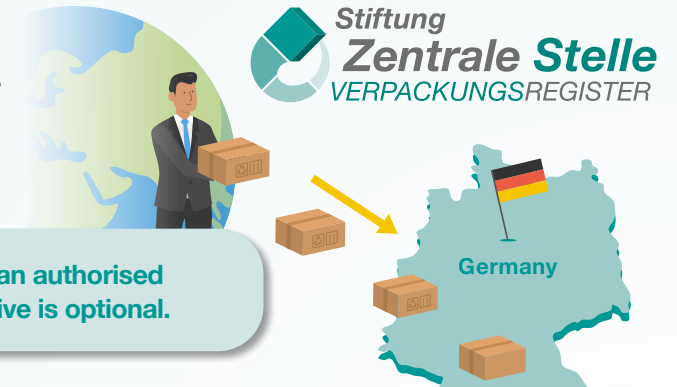 Stiftung
Zentrale Stelle
VERPACKUNGSREGISTER
Germany
an authorised
ive is optional.